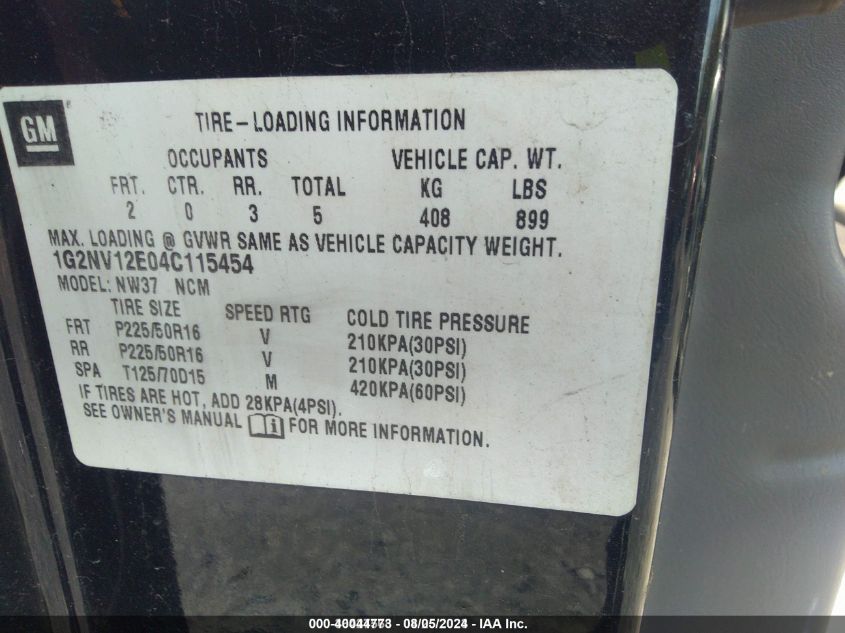 GM ®
TIRE-LOADING INFORMATION
OCCUPANTS VEHICLE CAP. WT.
FRT. CTR. RR. TOTAL KG LBS
2 0 3 5 408 899
MAX. LOADING @ GVWR SAME AS VEHICLE CAPACITY WEIGHT.
1G2NV12E04C115454
MODEL: NW37 NCM
TIRE SIZE SPEED RTG COLD TIRE PRESSURE
FRT P225/50R16 V 210KPA(30PSI)
RR P225/50R16 V 210KPA(30PSI)
SPA T125/70D15 M 420KPA(60PSI)
IF TIRES ARE HOT, ADD 28KPA(4PSI).
SEE OWNER'S MANUAL FOR MORE INFORMATION.
08/05/2024 - IAA Inc.